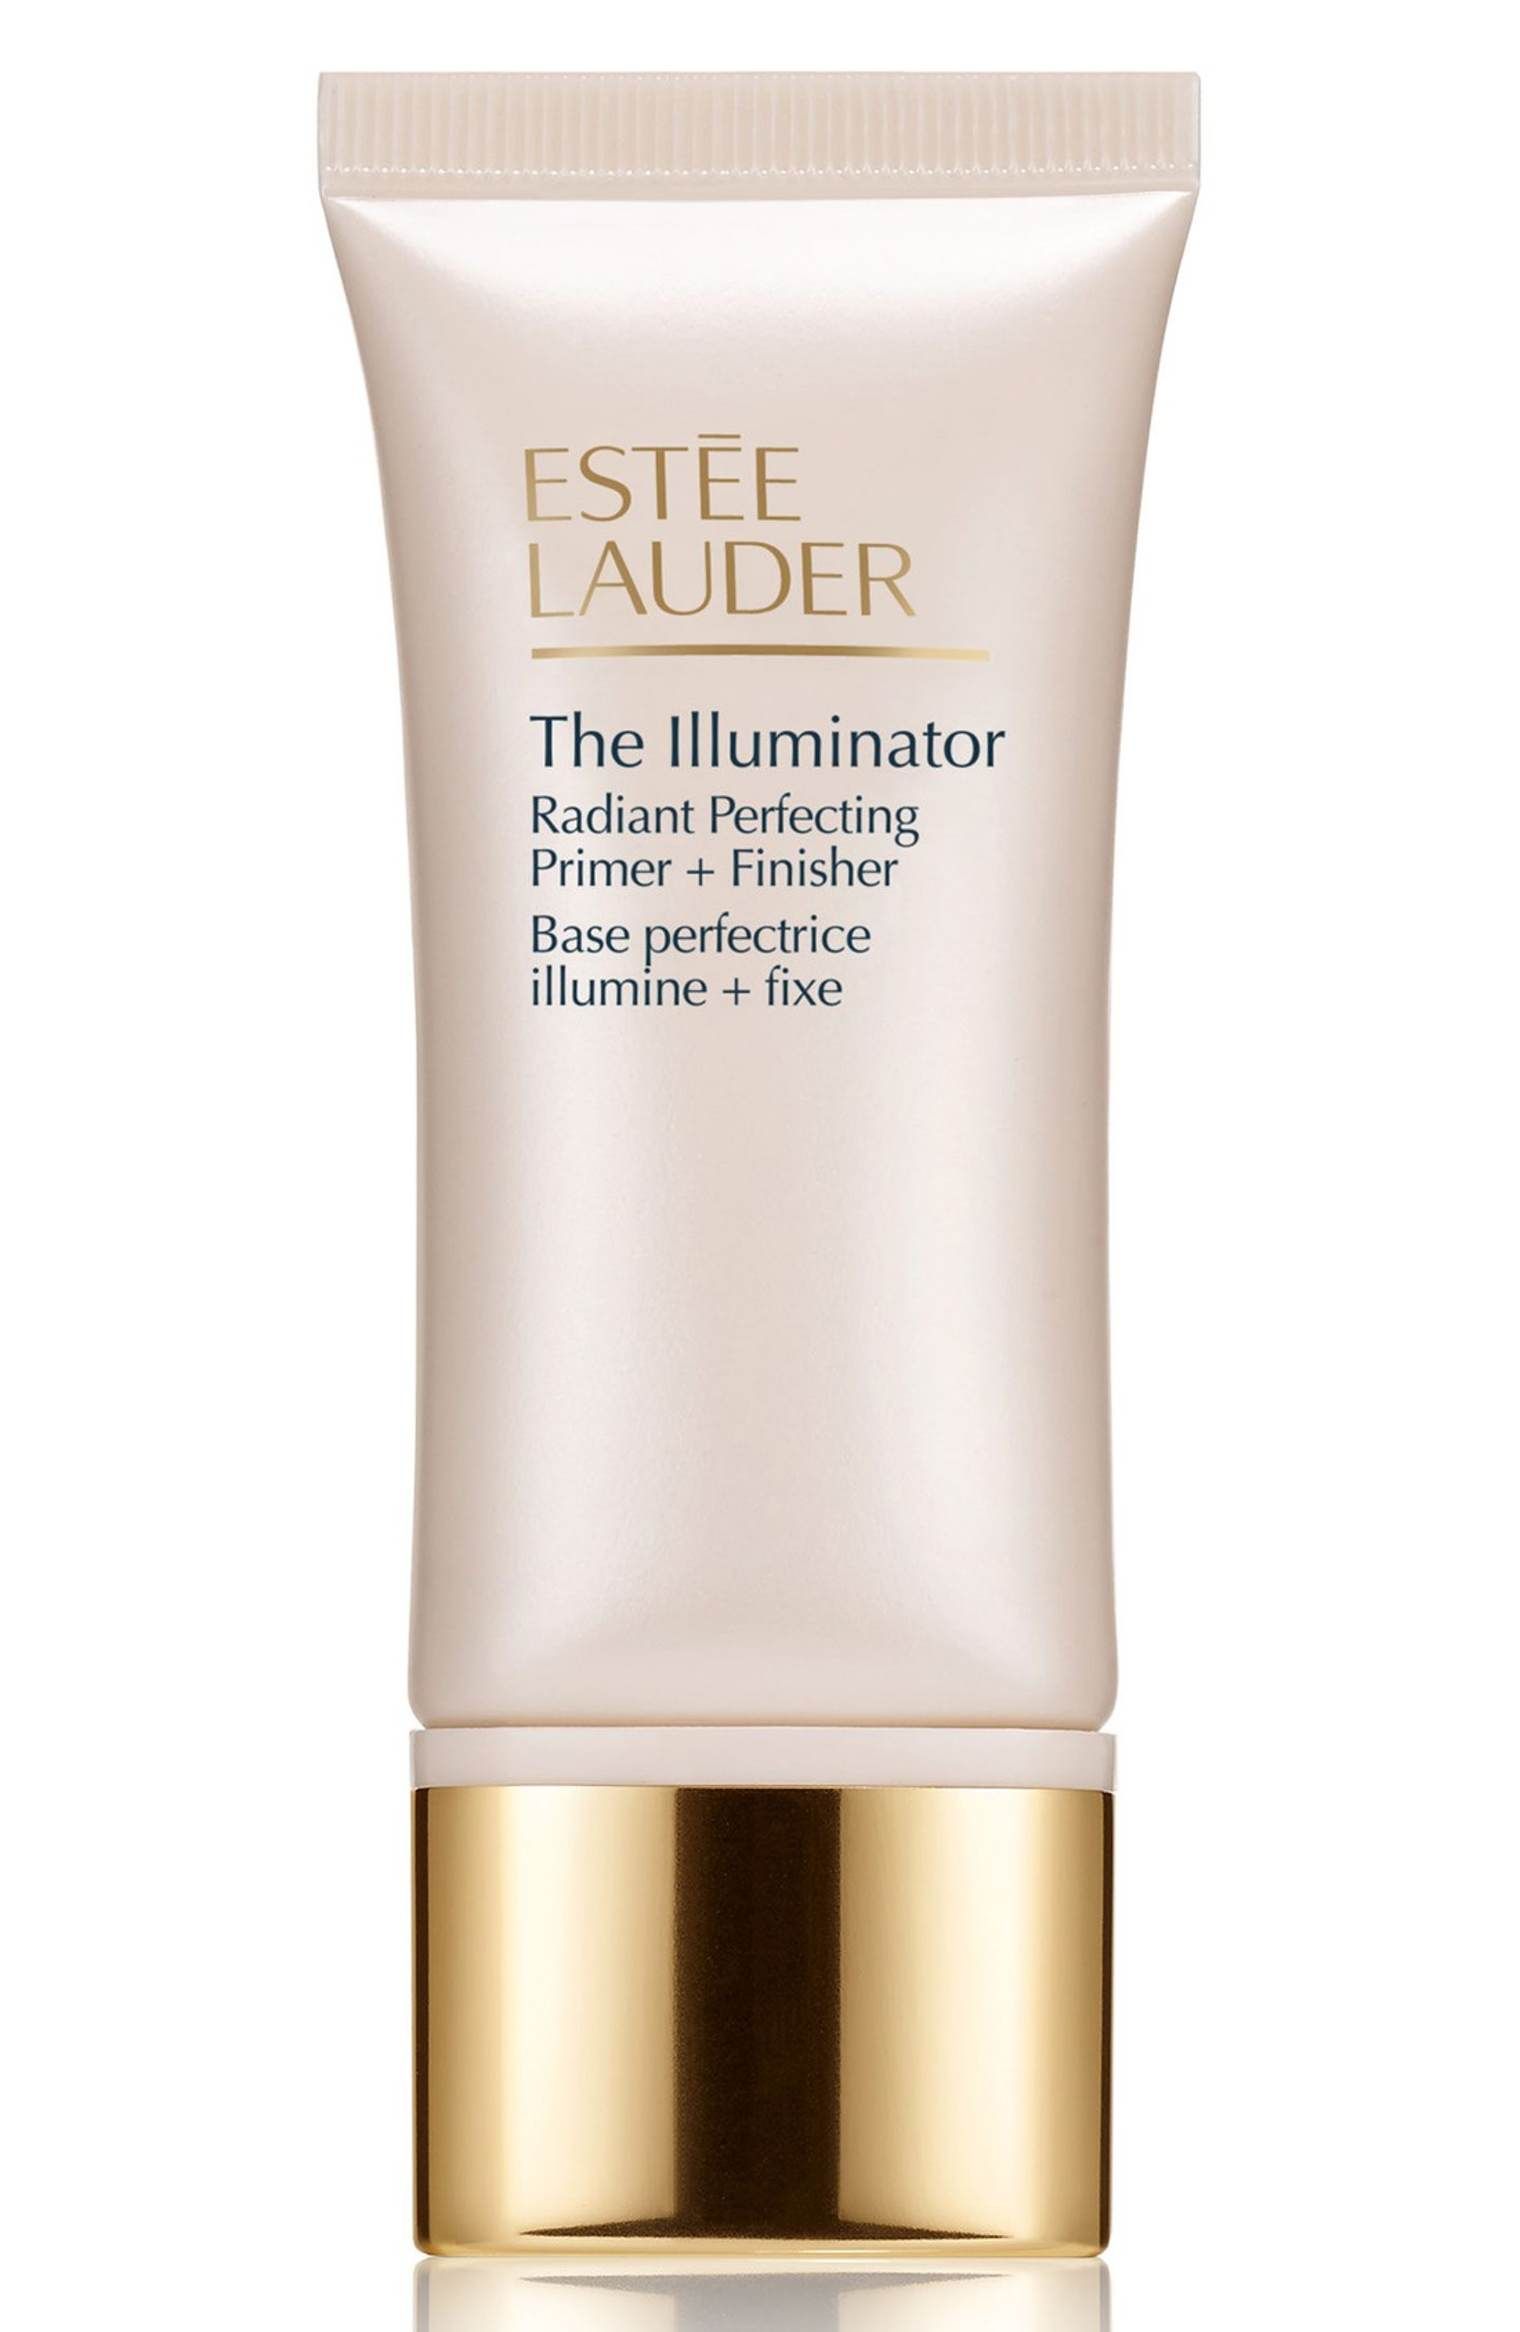 ESTĒE
LAUDER
The Illuminator
Radiant Perfecting
Primer + Finisher
Base perfectrice
illumine + fixe